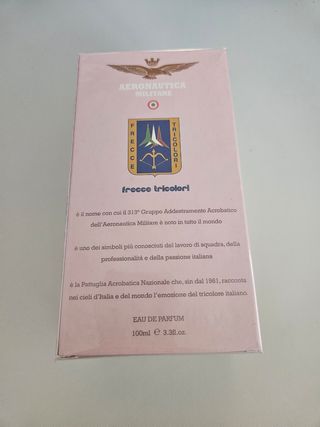 AERONAUTICA
MILITARE
FRECCE
TRICOLORI
frecce tricolori
è il nome con cui il 313° Gruppo Addestramento Acrobatico
dell'Aeronautica Militare è noto in tutto il mondo
è uno dei simboli più conosciuti del lavoro di squadra, della
professionalità e della passione italiana
è la Pattuglia Acrobatica Nazionale che, sin dal 1961, racconta
nei cieli d'Italia e del mondo l'emozione del tricolore italiano.
EAU DE PARFUM
100ml e 3.3fl.oz.